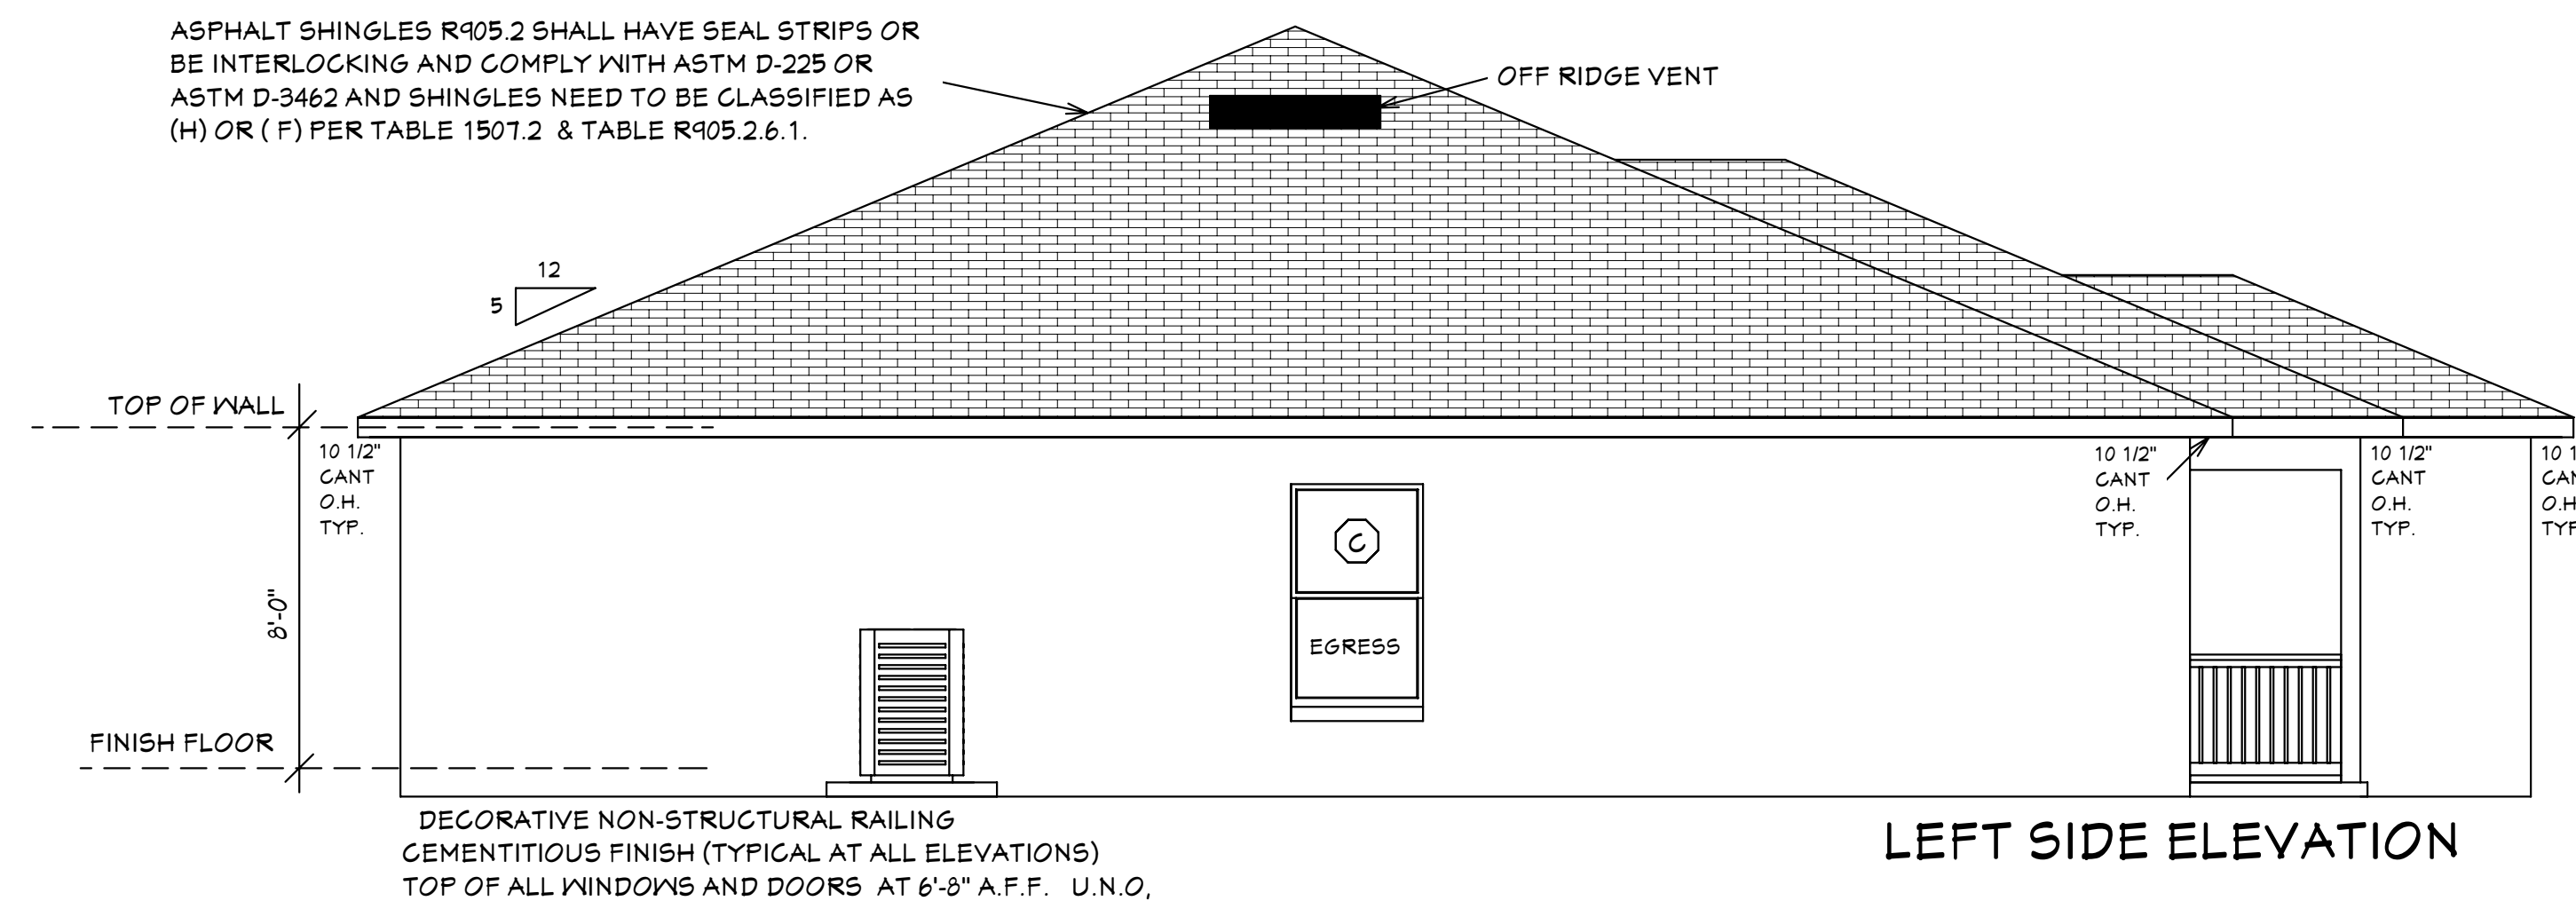 ASPHALT SHINGLES R905.2 SHALL HAVE SEAL STRIPS OR
BE INTERLOCKING AND COMPLY WITH ASTM D-225 OR
ASTM D-3462 AND SHINGLES NEED TO BE CLASSIFIED AS
(H) OR ( F) PER TABLE 1507.2 & TABLE R905.2.6.1.
OFF RIDGE VENT
12
5
TOP OF WALL
10 1/2"
CANT
O.H.
TYP.
10 1/2"
CANT
O.H.
TYP.
10 1/2"
CANT
O.H.
TYP.
10
O.H.
C
EGRESS
8'-0"
FINISH FLOOR
DECORATIVE NON-STRUCTURAL RAILING
CEMENTITIOUS FINISH (TYPICAL AT ALL ELEVATIONS)
TOP OF ALL WINDOWS AND DOORS AT 6'-8" A.F.F. U.N.O,
LEFT SIDE ELEVATION